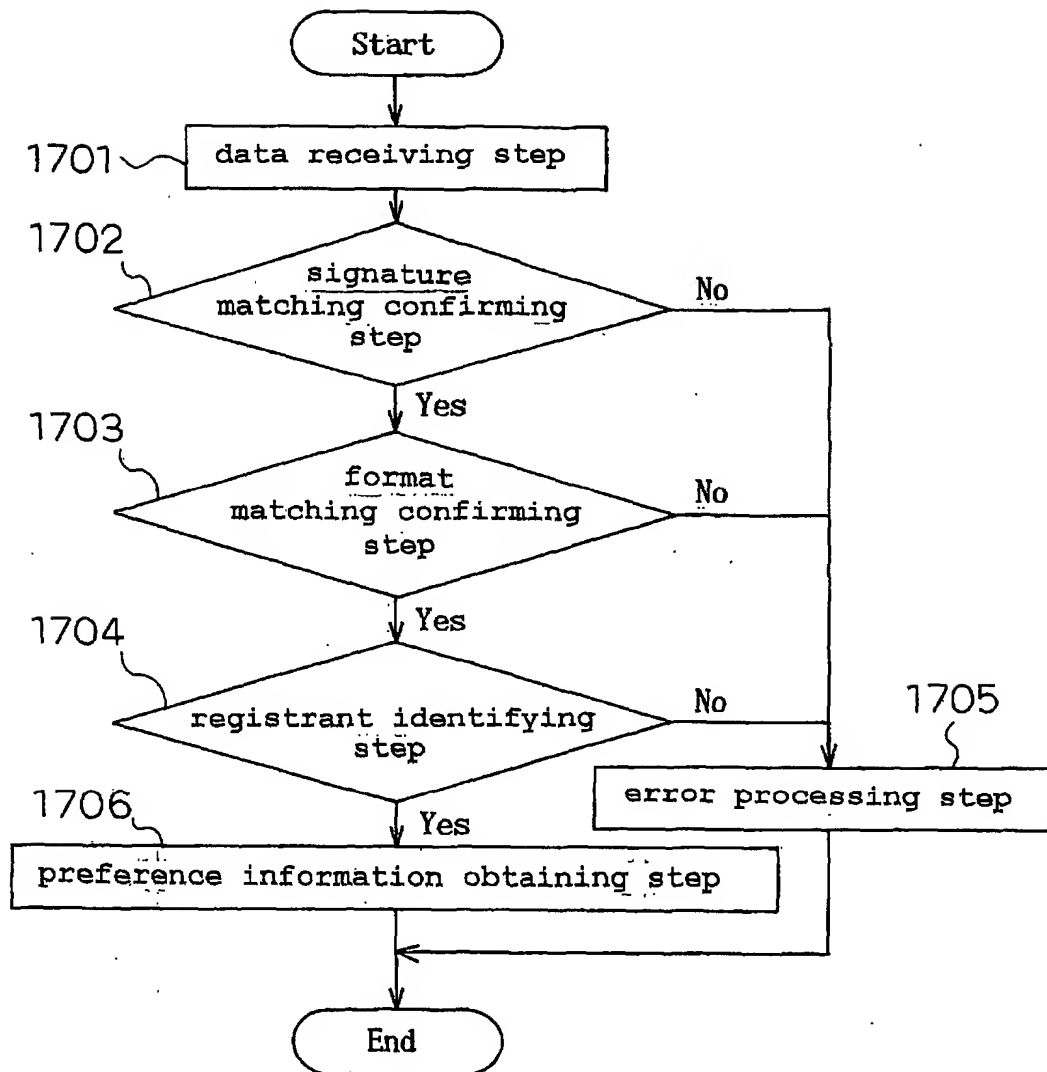 Start
1701
data receiving step
1702
signature
matching confirming
step
No
Yes
1703
format
matching confirming
step
No
Yes
1704
registrant identifying
step
No
1705
error processing step
Yes
1706
preference information obtaining step
End